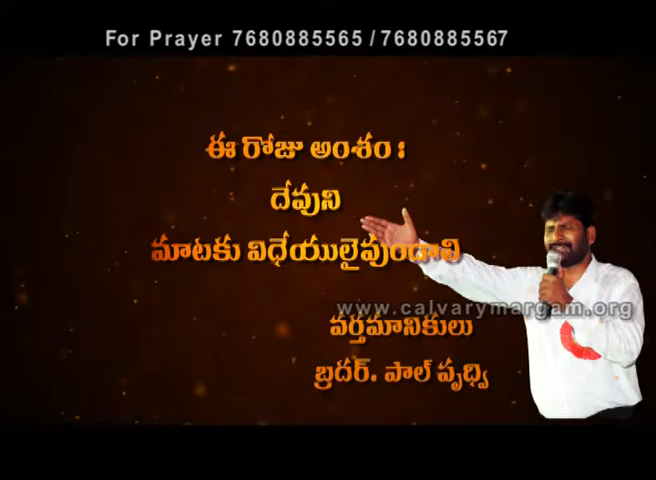 For Prayer 7680885565 / 7680885567
ఈ రోజు అంశం :
దేవుని
మాటకు విధేయులైవుండాలి
www.calvarymargam.org
వర్తమానికులు
బ్రదర్. పాల్ పృధ్వి